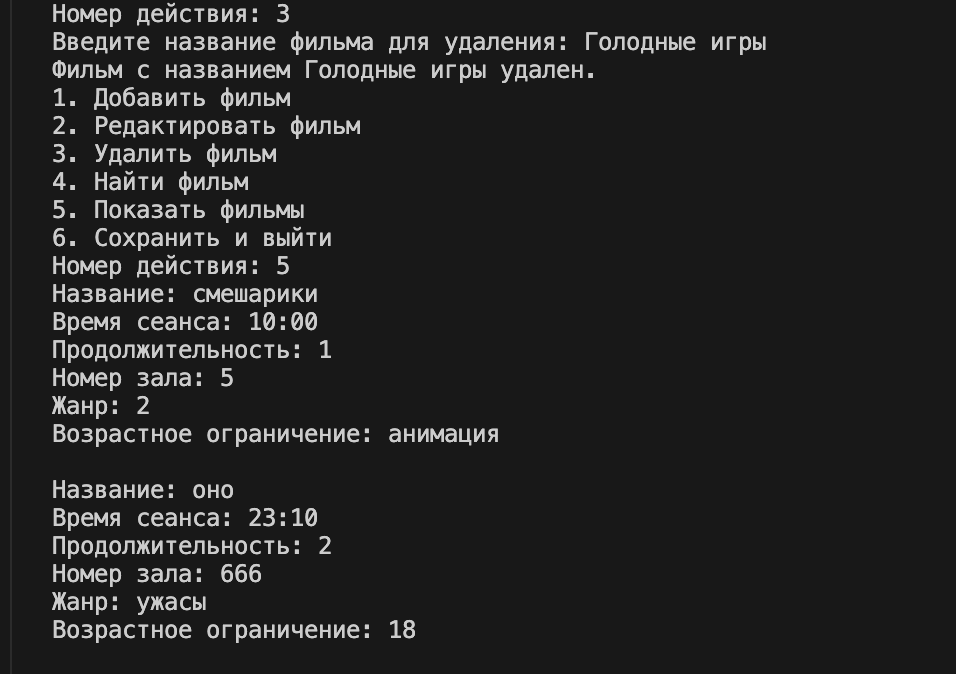 Номер действия: 3
Введите название фильма для удаления: Голодные игры
Фильм с названием Голодные игры удален.
1. Добавить фильм
2. Редактировать фильм
3. Удалить фильм
4. Найти фильм
5. Показать фильмы
6. Сохранить и выйти
Номер действия: 5
Название: смешарики
Время сеанса: 10:00
Продолжительность: 1
Номер зала: 5
Жанр: 2
Возрастное ограничение: анимация
Название: оно
Время сеанса: 23:10
Продолжительность: 2
Номер зала: 666
Жанр: ужасы
Возрастное ограничение: 18